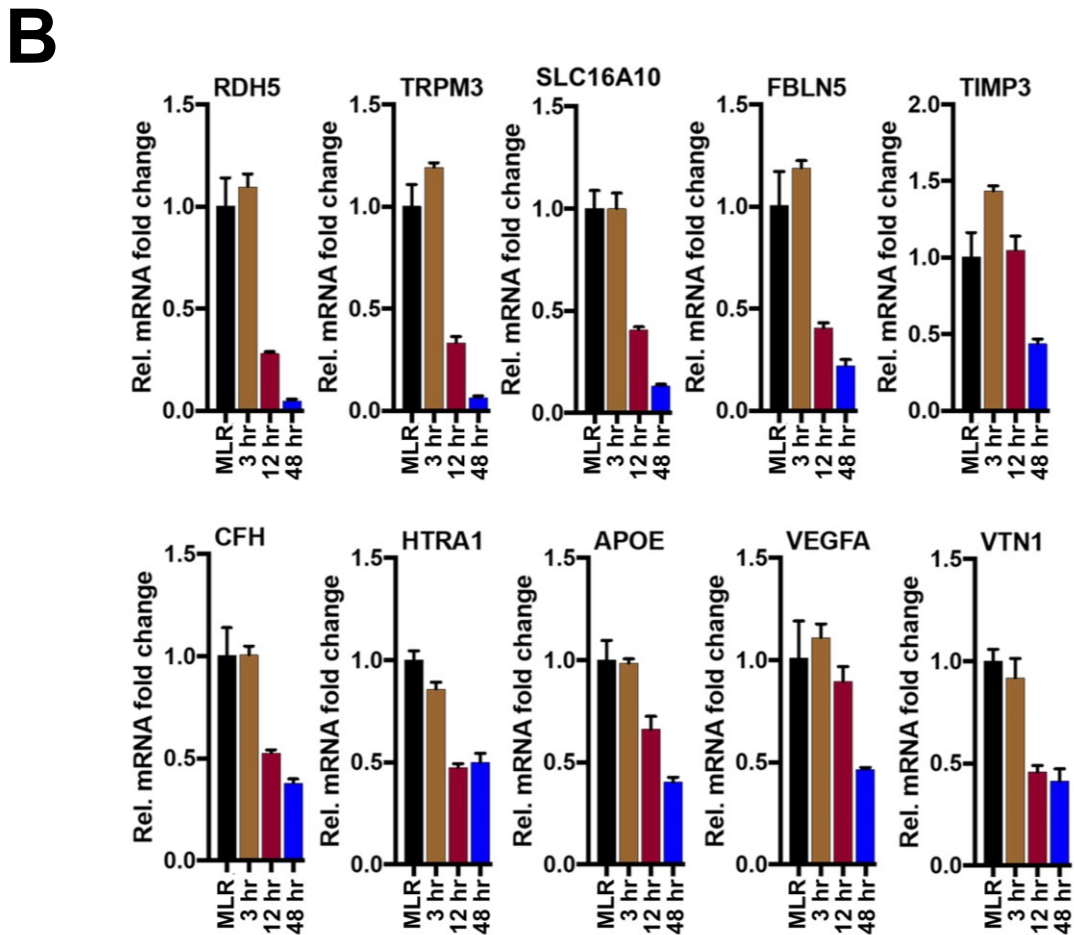 B
RDH5
Rel. mRNA fold change
1.5
1.0
0.5
0.0
MLR
3 hr
12 hr
48 hr
TRPM3
Rel. mRNA fold change
1.5
1.0
0.5
0.0
MLR
3 hr
12 hr
48 hr
SLC16A10
Rel. mRNA fold change
1.5
1.0
0.5
0.0
MLR
3 hr
12 hr
48 hr
FBLN5
Rel. mRNA fold change
1.5
1.0
0.5
0.0
MLR
3 hr
12 hr
48 hr
TIMP3
Rel. mRNA fold change
2.0
1.5
1.0
0.5
0.0
MLR
3 hr
12 hr
48 hr
CFH
Rel. mRNA fold change
1.5
1.0
0.5
0.0
MLR
3 hr
12 hr
48 hr
HTRA1
Rel. mRNA fold change
1.5
1.0
0.5
0.0
MLR
3 hr
12 hr
48 hr
APOE
Rel. mRNA fold change
1.5
1.0
0.5
0.0
MLR
3 hr
12 hr
48 hr
VEGFA
Rel. mRNA fold change
1.5
1.0
0.5
0.0
MLR
3 hr
12 hr
48 hr
VTN1
Rel. mRNA fold change
1.5
1.0
0.5
0.0
MLR
3 hr
12 hr
48 hr